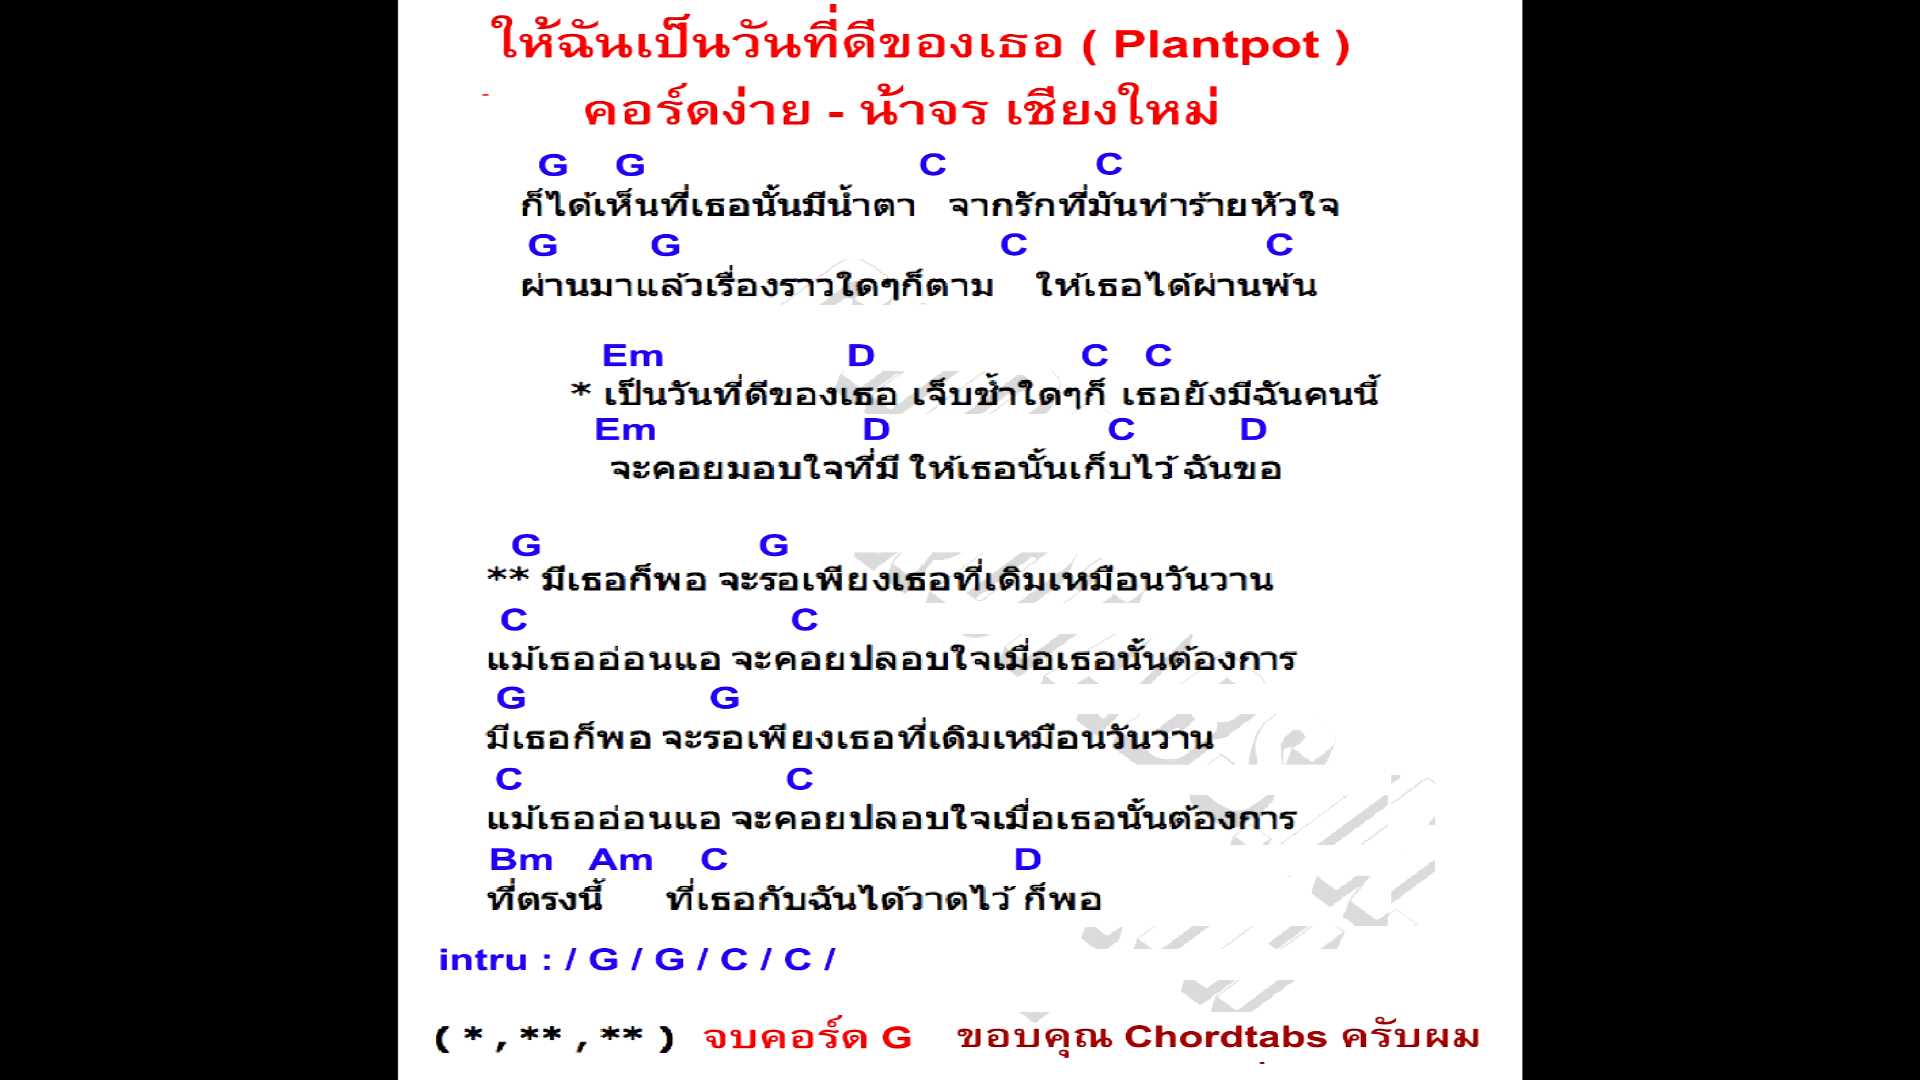 ให้ฉันเป็นวันที่ดีของเธอ ( Plantpot )
คอร์ดง่าย - น้าจร เชียงใหม่
G G C C
ก็ได้เห็นที่เธอนั้นมีน้ำตา จากรักที่มันทำร้ายหัวใจ
G G C C
ผ่านมาแล้วเรื่องราวใดๆก็ตาม ให้เธอได้ผ่านพ้น
Em D C C
* เป็นวันที่ดีของเธอ เจ็บช้ำใดๆก็ เธอยังมีฉันคนนี้
Em D C D
จะคอยมอบใจที่มี ให้เธอนั้นเก็บไว้ ฉันขอ
G G
** มีเธอก็พอ จะรอเพียงเธอที่เดิมเหมือนวันวาน
C C
แม้เธออ่อนแอ จะคอยปลอบใจเมื่อเธอนั้นต้องการ
G G
มีเธอก็พอ จะรอเพียงเธอที่เดิมเหมือนวันวาน
C C
แม้เธออ่อนแอ จะคอยปลอบใจเมื่อเธอนั้นต้องการ
Bm Am C D
ที่ตรงนี้ ที่เธอกับฉันได้วาดไว้ ก็พอ
intru : / G / G / C / C /
( * , ** , ** ) จบคอร์ด G ขอบคุณ Chordtabs ครับผม